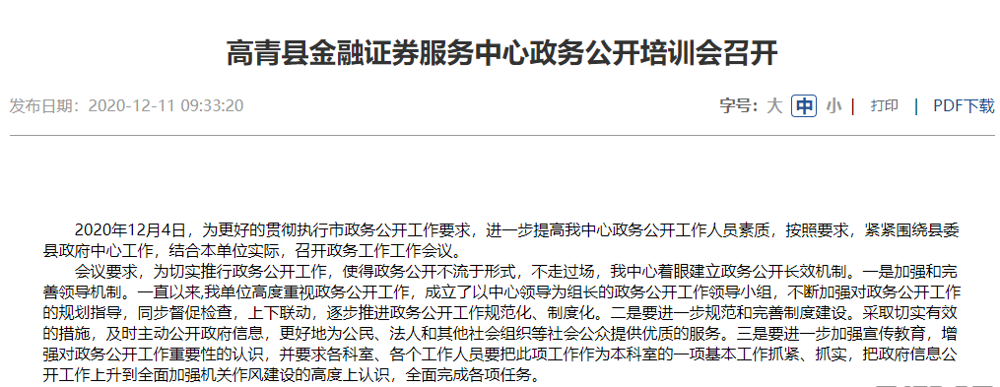 高青县金融证券服务中心政务公开培训会召开
发布日期：2020-12-11 09:33:20 字号：大 中 小 | 打印 | PDF下载
2020年12月4日，为更好的贯彻执行市政务公开工作要求，进一步提高我中心政务公开工作人员素质，按照要求，紧紧围绕县委
县政府中心工作，结合本单位实际，召开政务工作工作会议。
会议要求，为切实推行政务公开工作，使得政务公开不流于形式，不走过场，我中心着眼建立政务公开长效机制。一是加强和完
善领导机制。一直以来,我单位高度重视政务公开工作，成立了以中心领导为组长的政务公开工作领导小组，不断加强对政务公开工作
的规划指导，同步督促检查，上下联动，逐步推进政务公开工作规范化、制度化。二是要进一步规范和完善制度建设。采取切实有效
的措施，及时主动公开政府信息，更好地为公民、法人和其他社会组织等社会公众提供优质的服务。三是要进一步加强宣传教育，增
强对政务公开工作重要性的认识，并要求各科室、各个工作人员要把此项工作作为本科室的一项基本工作抓紧、抓实，把政府信息公
开工作上升到全面加强机关作风建设的高度上认识，全面完成各项任务。